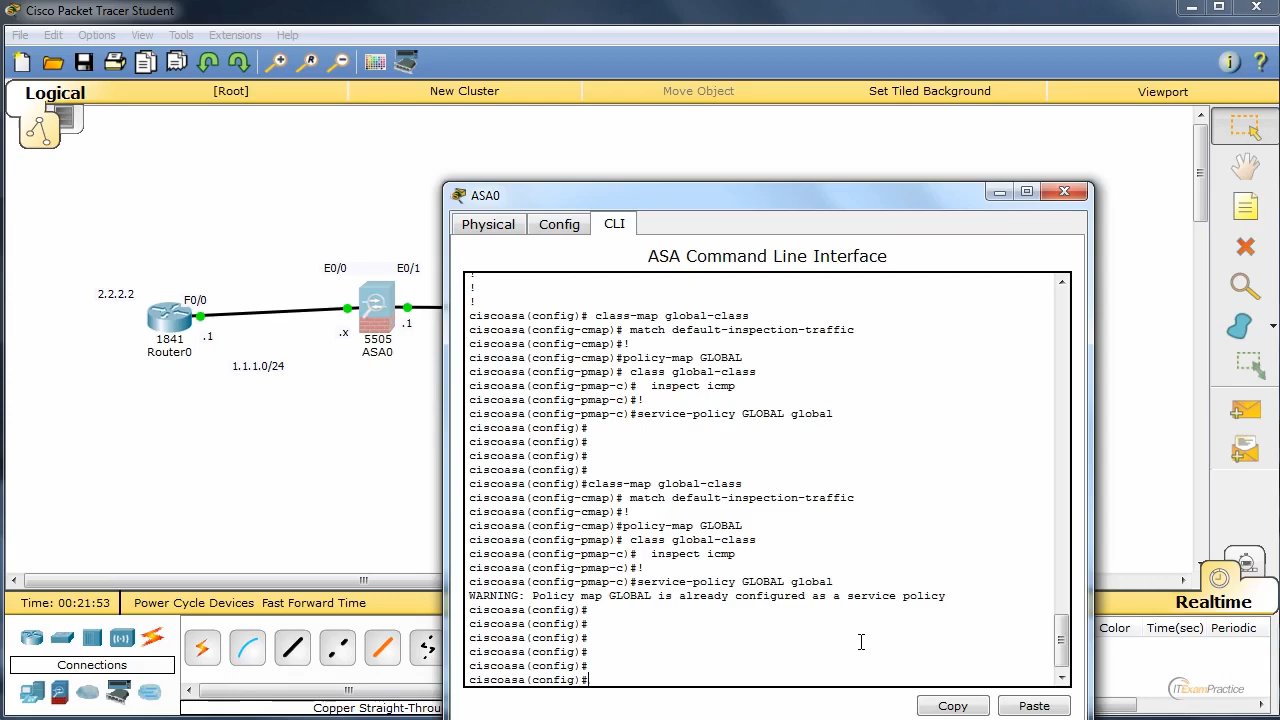 Cisco Packet Tracer Student
File Edit Options View Tools Extensions Help
Logical [Root] New Cluster Move Object Set Tiled Background Viewport
ASA0
Physical Config CLI
ASA Command Line Interface
!
!
!
ciscoasa(config)# class-map global-class
ciscoasa(config-cmap)# match default-inspection-traffic
ciscoasa(config-cmap)#!
ciscoasa(config-cmap)#policy-map GLOBAL
ciscoasa(config-pmap)# class global-class
ciscoasa(config-pmap-c)#  inspect icmp
ciscoasa(config-pmap-c)#!
ciscoasa(config-pmap-c)#service-policy GLOBAL global
ciscoasa(config)#
ciscoasa(config)#
ciscoasa(config)#
ciscoasa(config)#
ciscoasa(config)#class-map global-class
ciscoasa(config-cmap)# match default-inspection-traffic
ciscoasa(config-cmap)#!
ciscoasa(config-cmap)#policy-map GLOBAL
ciscoasa(config-pmap)# class global-class
ciscoasa(config-pmap-c)#  inspect icmp
ciscoasa(config-pmap-c)#!
ciscoasa(config-pmap-c)#service-policy GLOBAL global
WARNING: Policy map GLOBAL is already configured as a service policy
ciscoasa(config)#
ciscoasa(config)#
ciscoasa(config)#
ciscoasa(config)#
ciscoasa(config)#
ciscoasa(config)#
Copy Paste
E0/0 E0/1
2.2.2.2 F0/0
.1 .x .1
1841 5505
Router0 ASA0
1.1.1.0/24
Time: 00:21:53 Power Cycle Devices Fast Forward Time Realtime
Connections
Copper Straight-Throu
Color Time(sec) Periodic
ITExamPractice